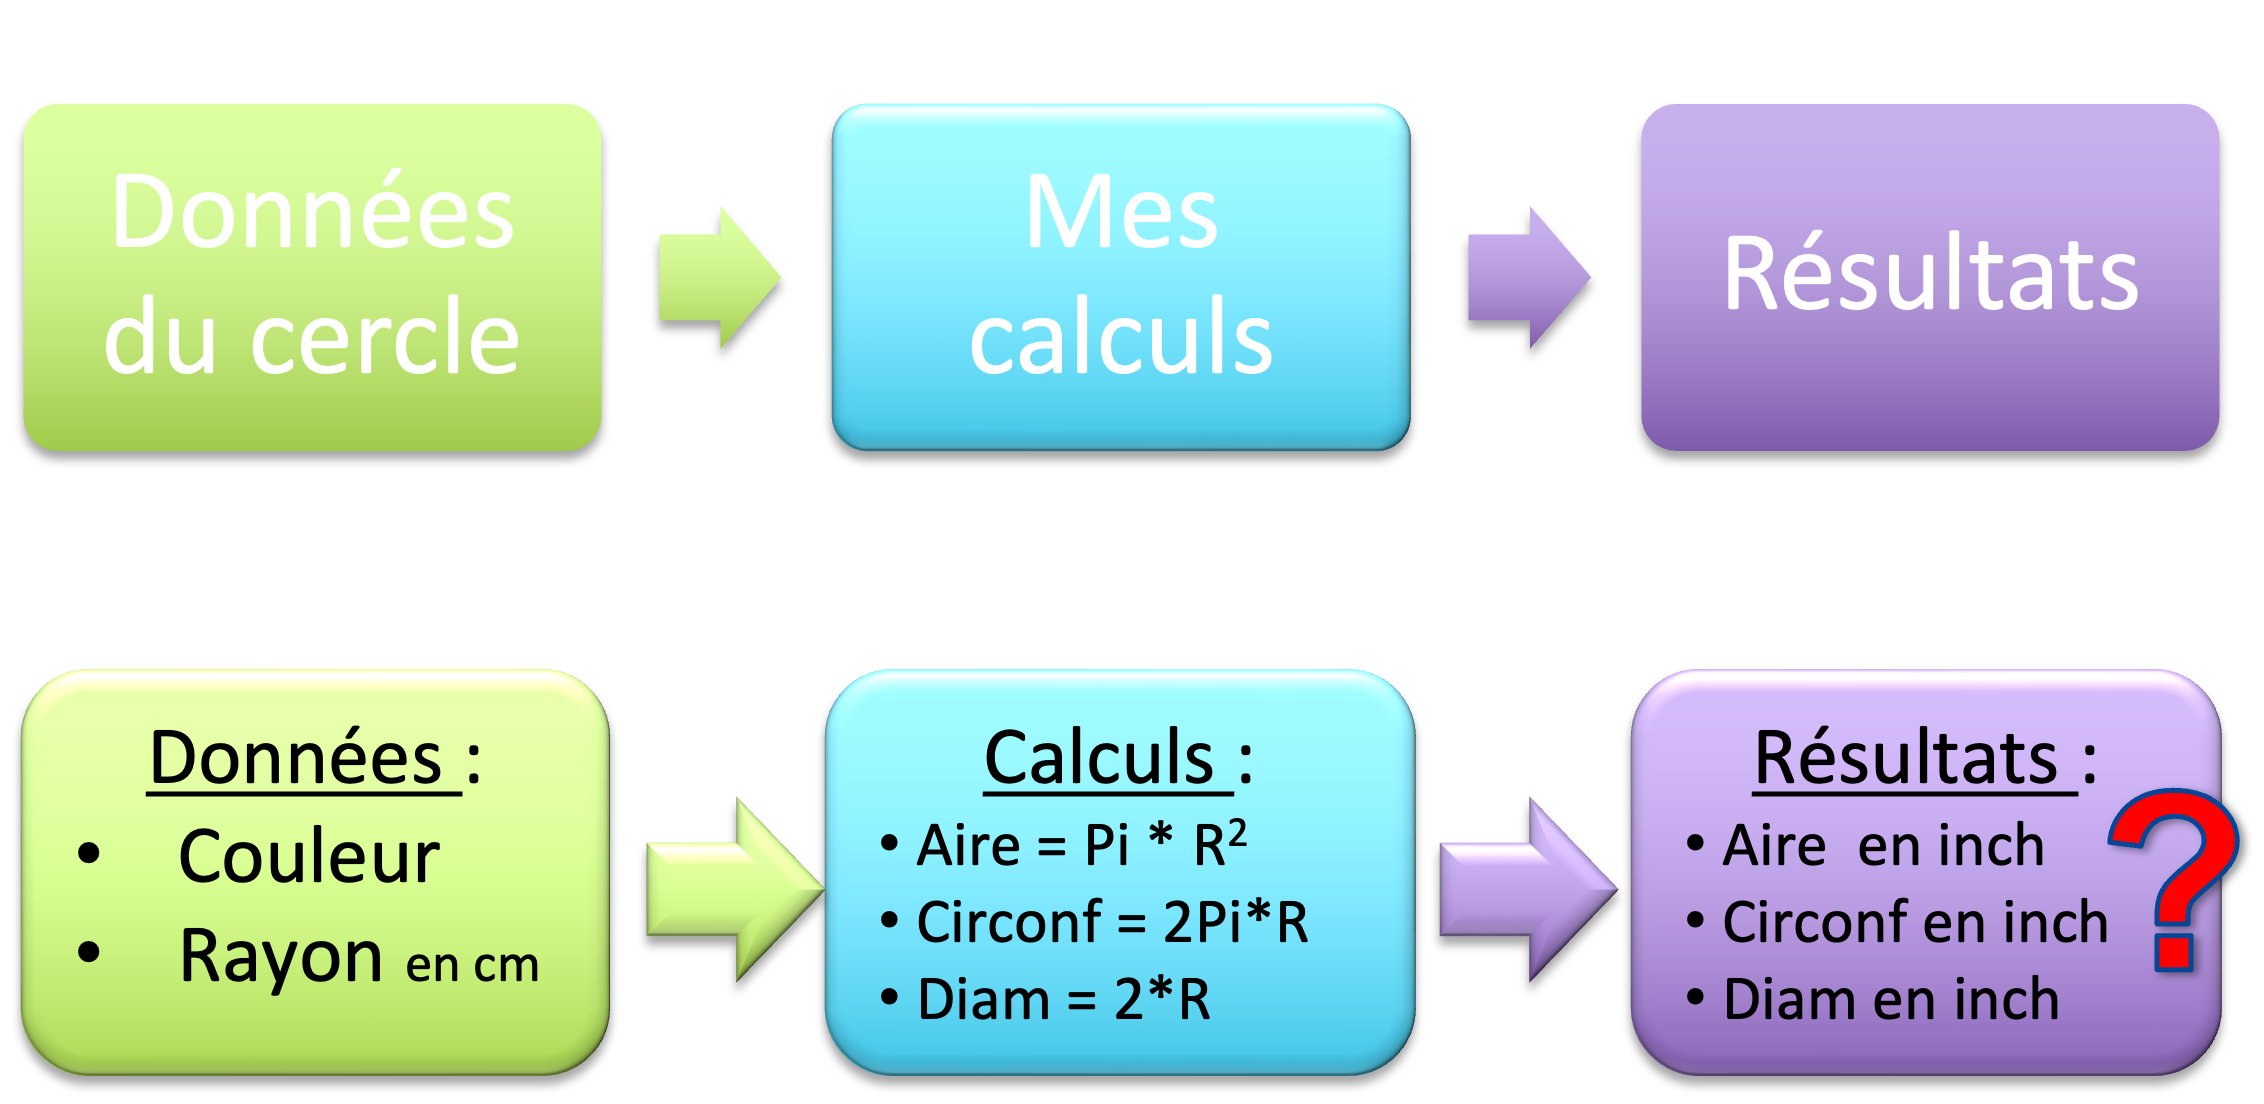 Données
du cercle
Mes
calculs
Résultats
Données :
• Couleur
• Rayon en cm
Calculs :
• Aire = Pi * R²
• Circonf = 2Pi*R
• Diam = 2*R
Résultats :
• Aire  en inch
• Circonf en inch
• Diam en inch
?